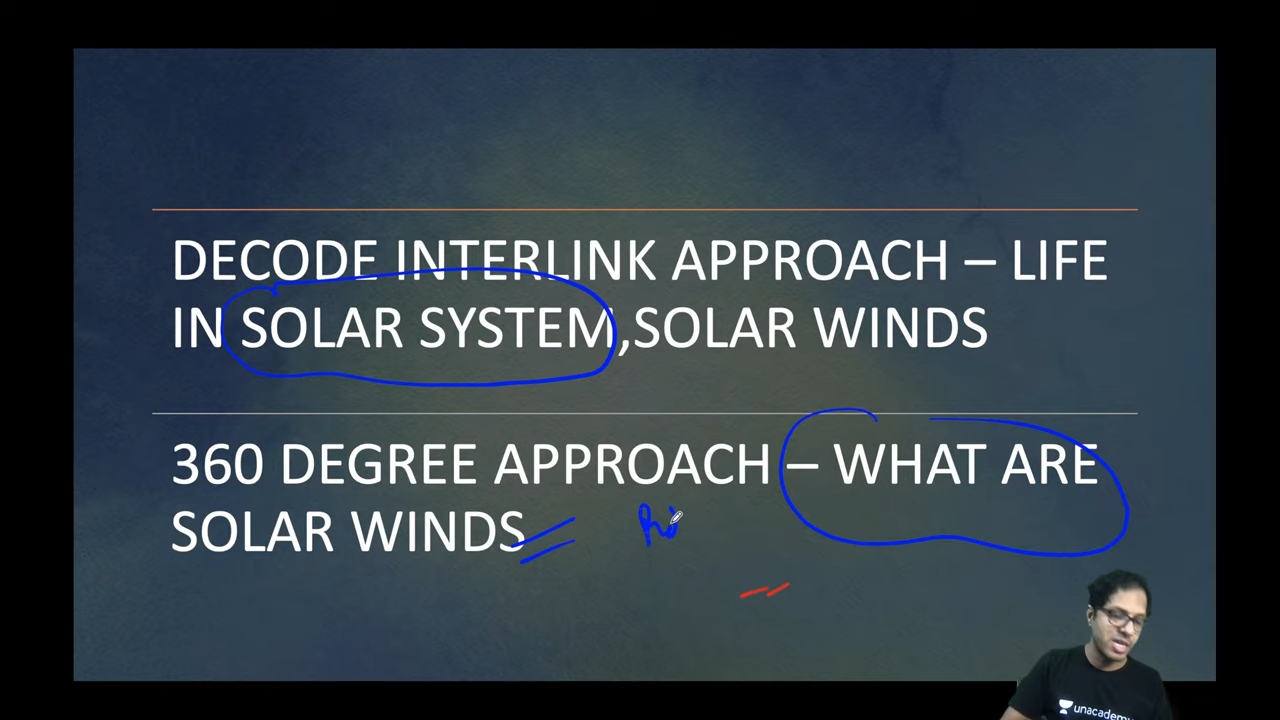 DECODE INTERLINK APPROACH – LIFE
IN SOLAR SYSTEM,SOLAR WINDS
360 DEGREE APPROACH – WHAT ARE
SOLAR WINDS
unacademy